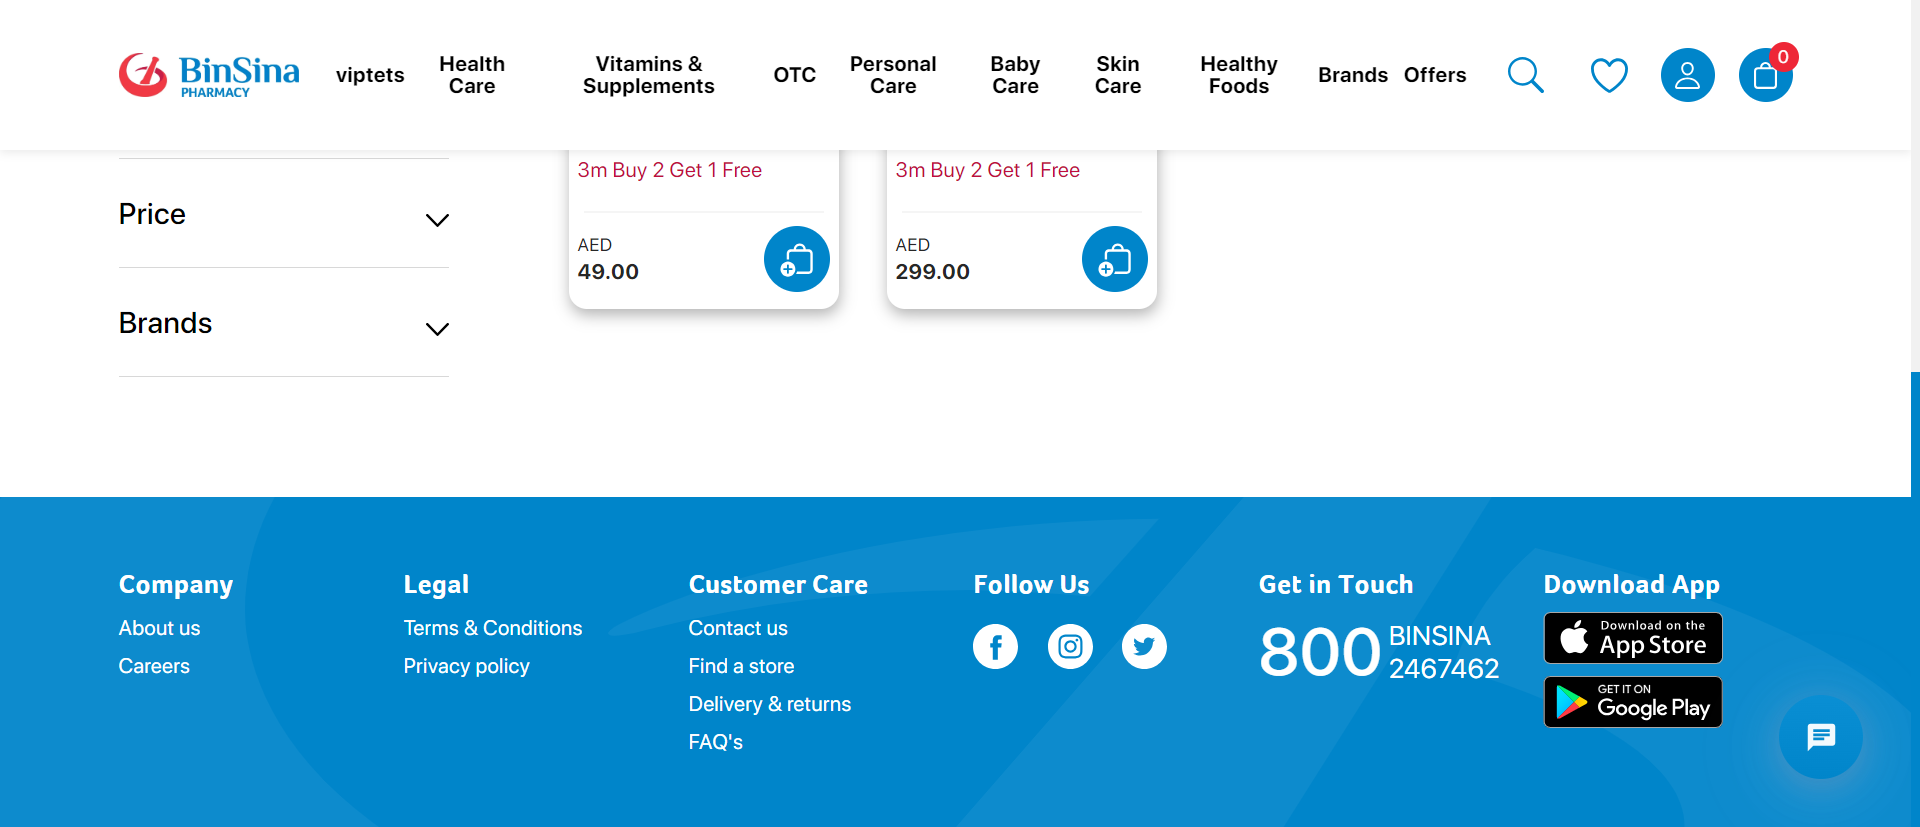 BinSina
PHARMACY
viptets
Health
Care
Vitamins &
Supplements
OTC
Personal
Care
Baby
Care
Skin
Care
Healthy
Foods
Brands
Offers
0
Price
Brands
3m Buy 2 Get 1 Free
AED
49.00
3m Buy 2 Get 1 Free
AED
299.00
Company
About us
Careers
Legal
Terms & Conditions
Privacy policy
Customer Care
Contact us
Find a store
Delivery & returns
FAQ's
Follow Us
Get in Touch
800
BINSINA
2467462
Download App
Download on the
App Store
GET IT ON
Google Play